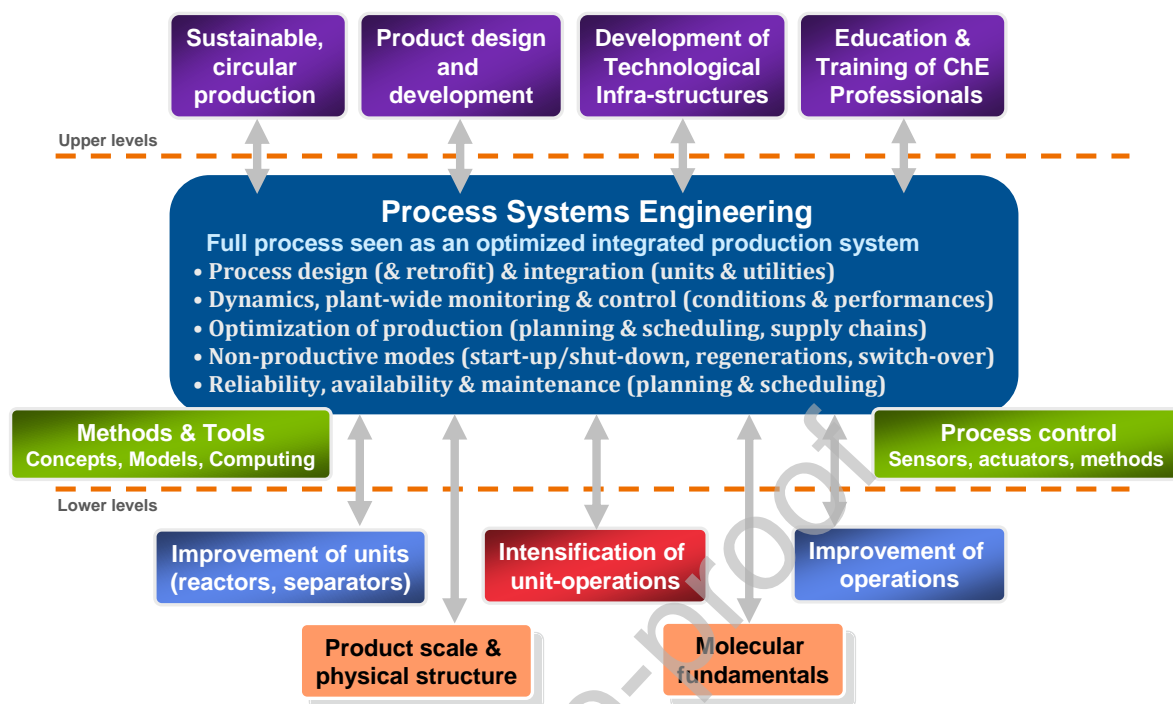 Sustainable,
circular
production
Product design
and
development
Development of
Technological
Infra-structures
Education &
Training of ChE
Professionals
Upper levels
Process Systems Engineering
Full process seen as an optimized integrated production system
• Process design (& retrofit) & integration (units & utilities)
• Dynamics, plant-wide monitoring & control (conditions & performances)
• Optimization of production (planning & scheduling, supply chains)
• Non-productive modes (start-up/shut-down, regenerations, switch-over)
• Reliability, availability & maintenance (planning & scheduling)
Methods & Tools
Concepts, Models, Computing
Process control
Sensors, actuators, methods
Lower levels
Improvement of units
(reactors, separators)
Intensification of
unit-operations
Improvement of
operations
Product scale &
physical structure
Molecular
fundamentals
-proof